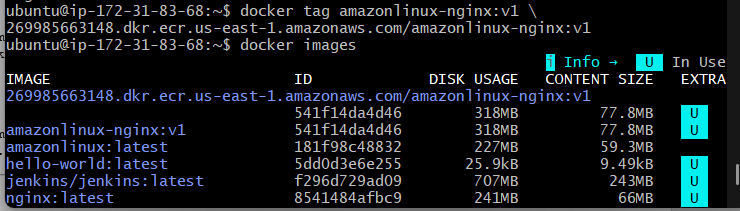 ubuntu@ip-172-31-83-68:~$ docker tag amazonlinux-nginx:v1 \
269985663148.dkr.ecr.us-east-1.amazonaws.com/amazonlinux-nginx:v1
ubuntu@ip-172-31-83-68:~$ docker images
i Info → U In Use
IMAGE ID DISK USAGE CONTENT SIZE EXTRA
269985663148.dkr.ecr.us-east-1.amazonaws.com/amazonlinux-nginx:v1
541f14da4d46 318MB 77.8MB U
amazonlinux-nginx:v1 541f14da4d46 318MB 77.8MB U
amazonlinux:latest 181f98c48832 227MB 59.3MB
hello-world:latest 5dd0d3e6e255 25.9kB 9.49kB U
jenkins/jenkins:latest f296d729ad09 707MB 243MB U
nginx:latest 8541484afbc9 241MB 66MB U